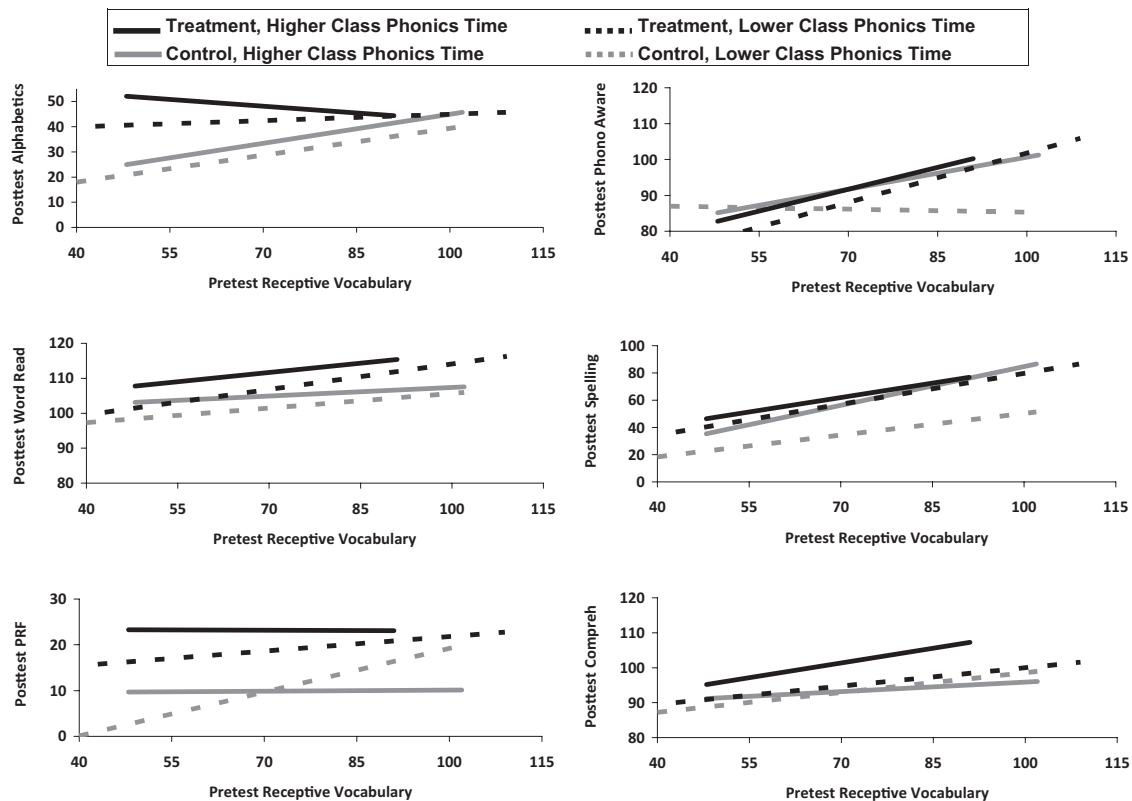 Treatment, Higher Class Phonics Time
Treatment, Lower Class Phonics Time
Control, Higher Class Phonics Time
Control, Lower Class Phonics Time
Posttest Alphabetics
50
40
30
20
10
0
40 55 70 85 100 115
Pretest Receptive Vocabulary
Posttest Phono Aware
120
110
100
90
80
40 55 70 85 100 115
Pretest Receptive Vocabulary
Posttest Word Read
120
110
100
90
80
40 55 70 85 100 115
Pretest Receptive Vocabulary
Posttest Spelling
100
80
60
40
20
0
40 55 70 85 100 115
Pretest Receptive Vocabulary
Posttest PRF
30
20
10
0
40 55 70 85 100 115
Pretest Receptive Vocabulary
Posttest Compreh
120
110
100
90
80
40 55 70 85 100 115
Pretest Receptive Vocabulary